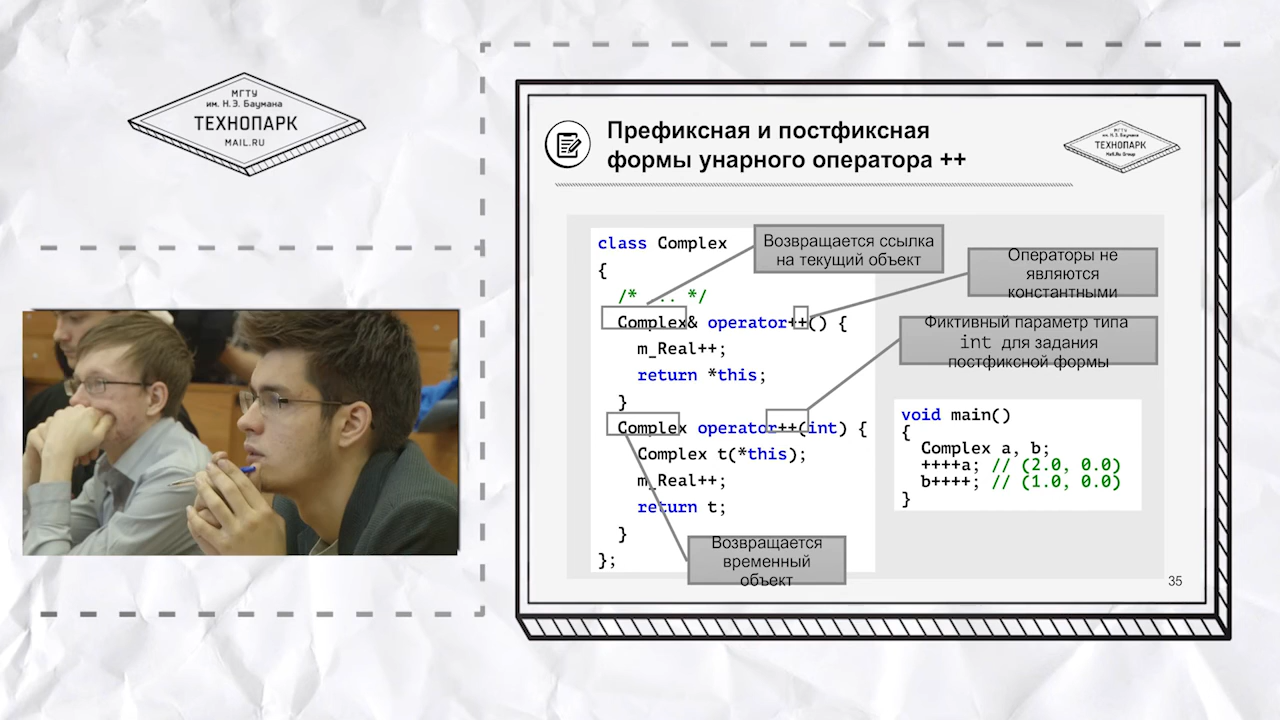 МГТУ
им. Н.Э. Баумана
ТЕХНОПАРК
MAIL.RU
Префиксная и постфиксная
формы унарного оператора ++
МГТУ
им. Н.Э. Баумана
ТЕХНОПАРК
Mail.Ru Group
class Complex
{
/* ... */
Complex& operator++() {
m_Real++;
return *this;
}
Complex operator++(int) {
Complex t(*this);
m_Real++;
return t;
}
};
Возвращается ссылка
на текущий объект
Операторы не
являются
константными
Фиктивный параметр типа
int для задания
постфиксной формы
Возвращается
временный
объект
void main()
{
Complex a, b;
++++a; // (2.0, 0.0)
b++++; // (1.0, 0.0)
}
35